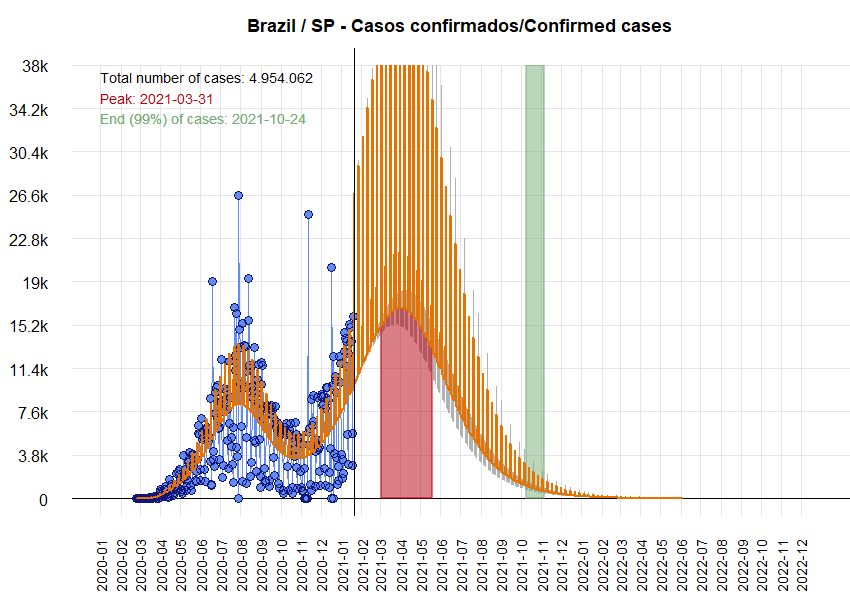 Brazil / SP - Casos confirmados/Confirmed cases
38k
34.2k
30.4k
26.6k
22.8k
19k
15.2k
11.4k
7.6k
3.8k
0
Total number of cases: 4.954.062
Peak: 2021-03-31
End (99%) of cases: 2021-10-24
2020-01
2020-02
2020-03
2020-04
2020-05
2020-06
2020-07
2020-08
2020-09
2020-10
2020-11
2020-12
2021-01
2021-02
2021-03
2021-04
2021-05
2021-06
2021-07
2021-08
2021-09
2021-10
2021-11
2021-12
2022-01
2022-02
2022-03
2022-04
2022-05
2022-06
2022-07
2022-08
2022-09
2022-10
2022-11
2022-12